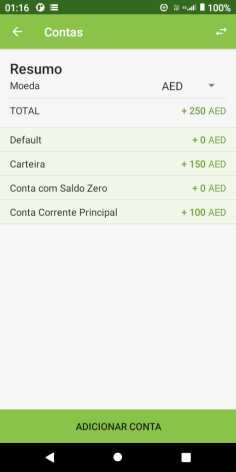 01:16 100%
Contas
Resumo
Moeda AED
TOTAL + 250 AED
Default + 0 AED
Carteira + 150 AED
Conta com Saldo Zero + 0 AED
Conta Corrente Principal + 100 AED
ADICIONAR CONTA